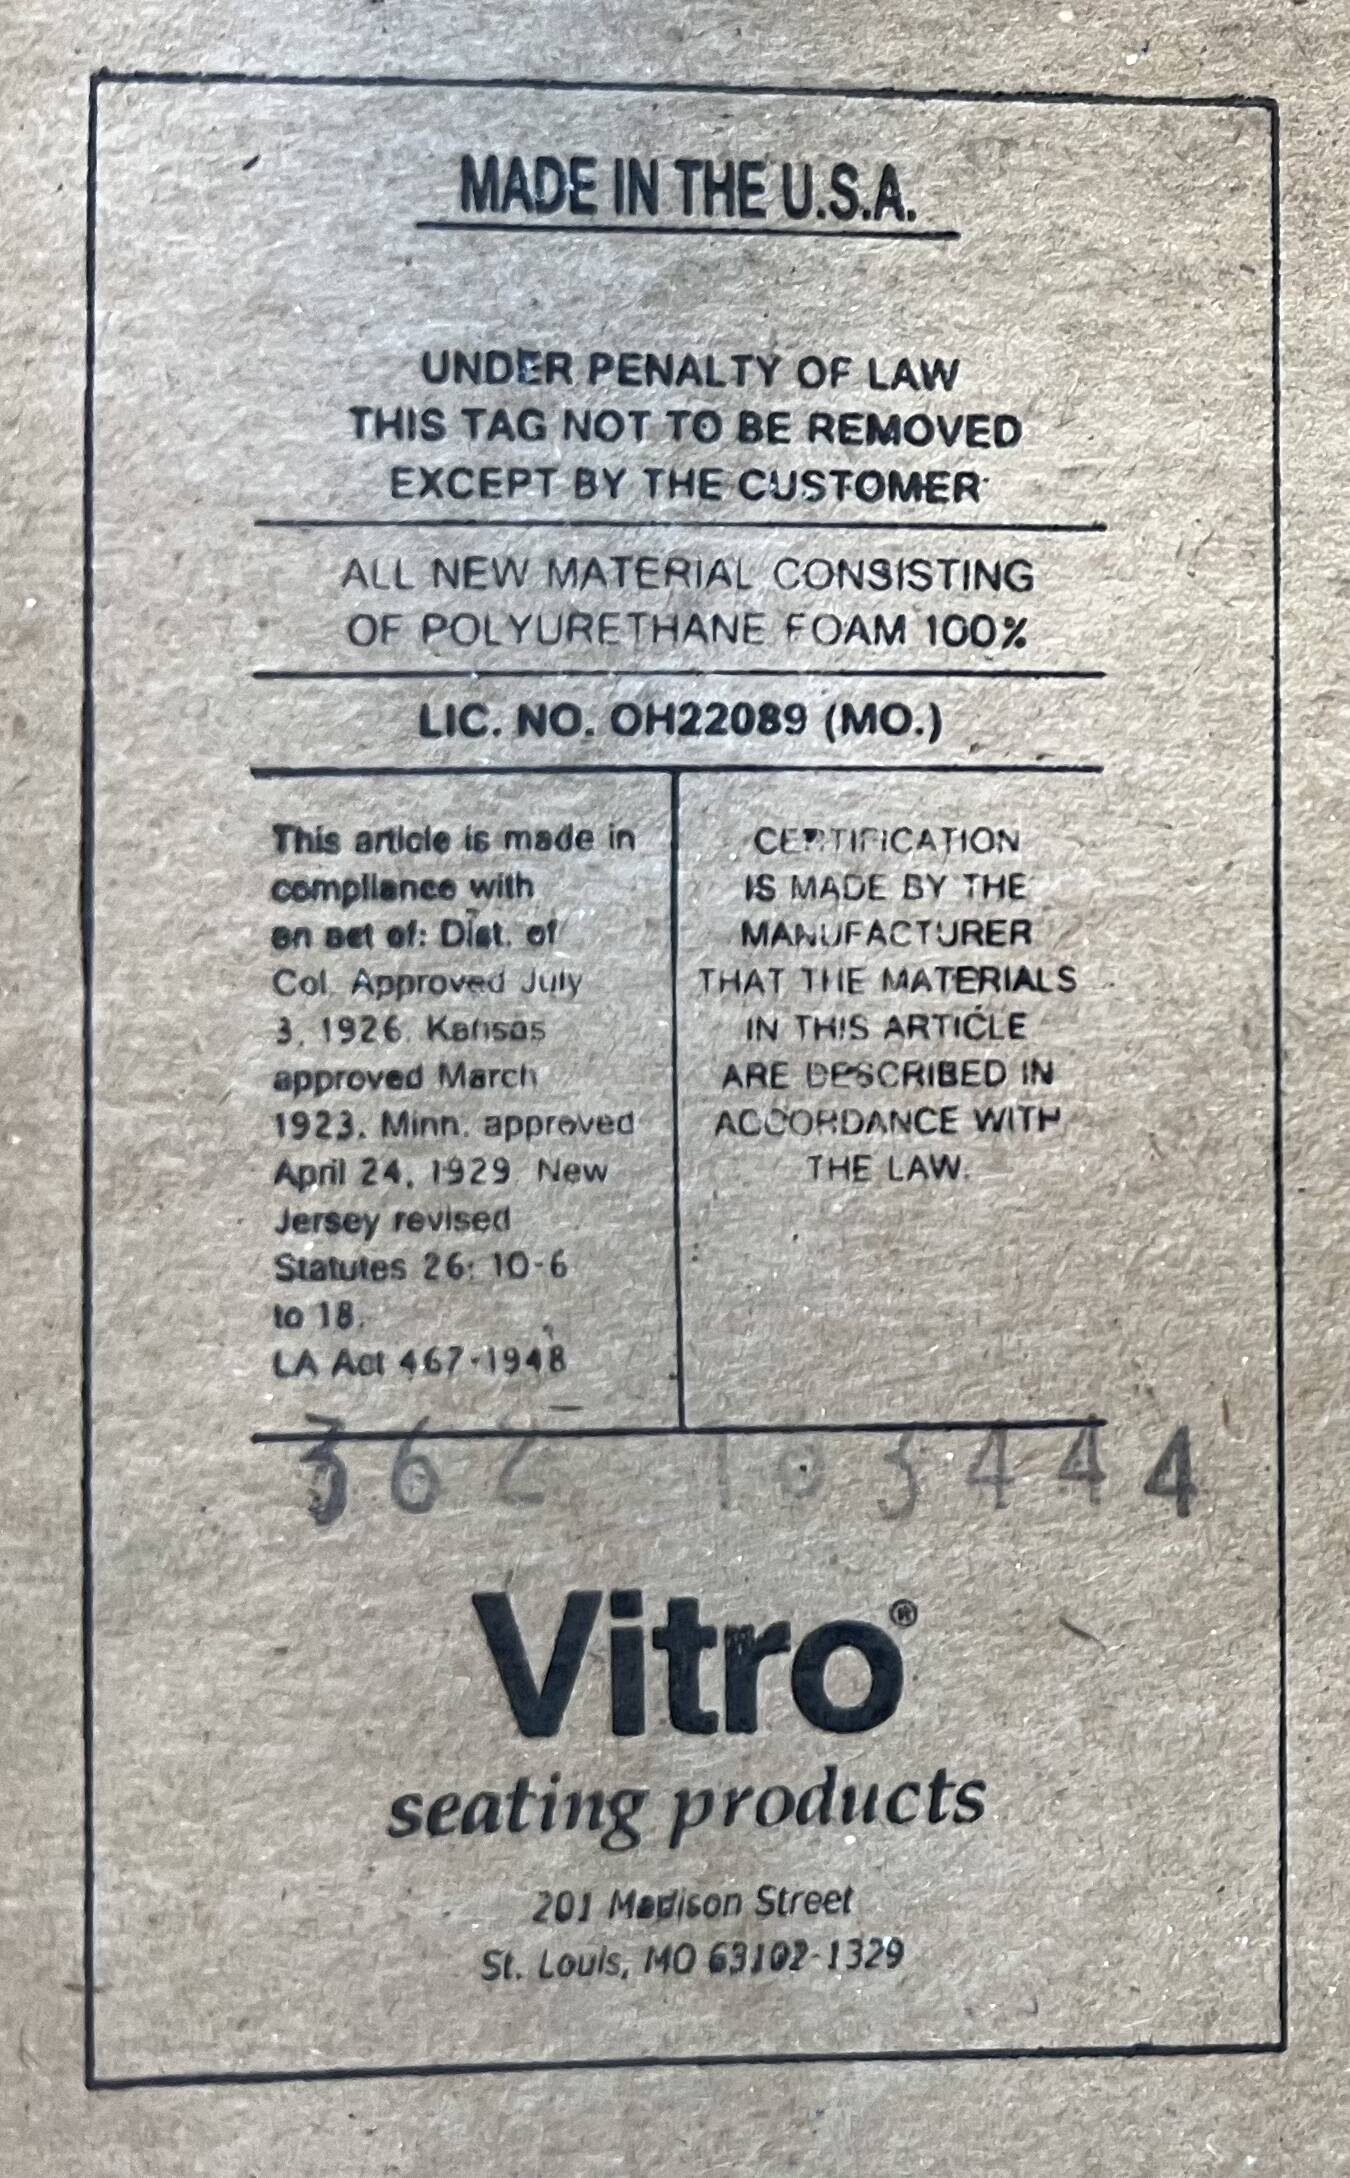 MADE IN THE U.S.A.
UNDER PENALTY OF LAW
THIS TAG NOT TO BE REMOVED
EXCEPT BY THE CUSTOMER
ALL NEW MATERIAL CONSISTING
OF POLYURETHANE FOAM 100%
LIC. NO. OH22089 (MO.)
This article is made in
compliance with
an act of: Dist. of
Col. Approved July
3, 1926. Kansas
approved March
1923. Minn. approved
April 24, 1929. New
Jersey revised
Statutes 26: 10-6
to 18.
LA Act 467-1948
CERTIFICATION
IS MADE BY THE
MANUFACTURER
THAT THE MATERIALS
IN THIS ARTICLE
ARE DESCRIBED IN
ACCORDANCE WITH
THE LAW.
362 103444
Vitro®
seating products
201 Madison Street
St. Louis, MO 63102-1329